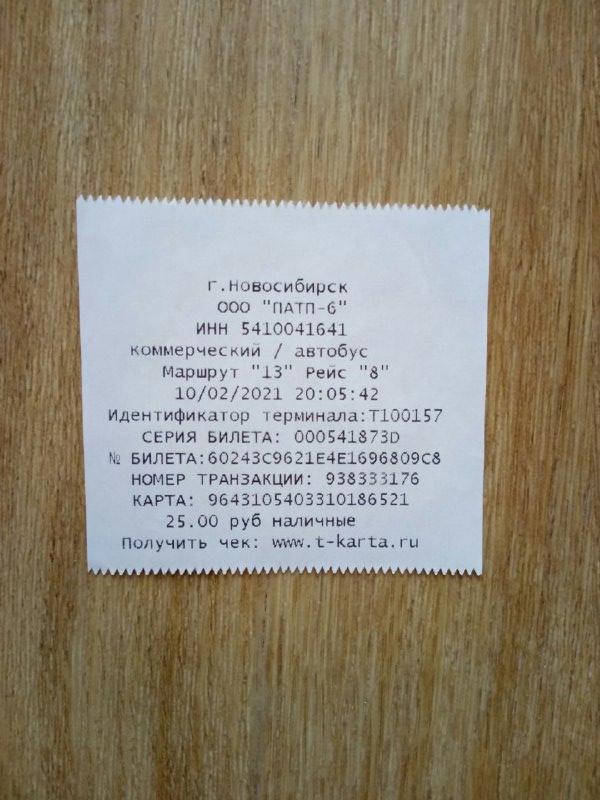 г.Новосибирск
ООО "ПАТП-6"
ИНН 5410041641
коммерческий / автобус
Маршрут "13" Рейс "8"
10/02/2021 20:05:42
Идентификатор терминала:T100157
СЕРИЯ БИЛЕТА: 000541873D
№ БИЛЕТА:60243C9621E4E1696809C8
НОМЕР ТРАНЗАКЦИИ: 938333176
КАРТА: 9643105403310186521
25.00 руб наличные
Получить чек: www.t-karta.ru